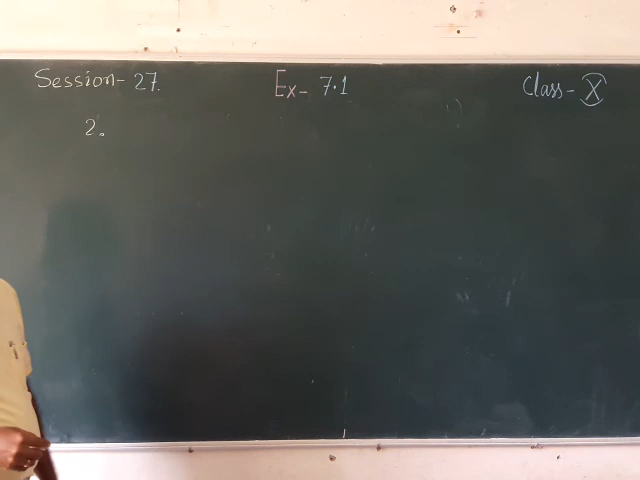 Session- 27. Ex- 7.1 Class- X
2.